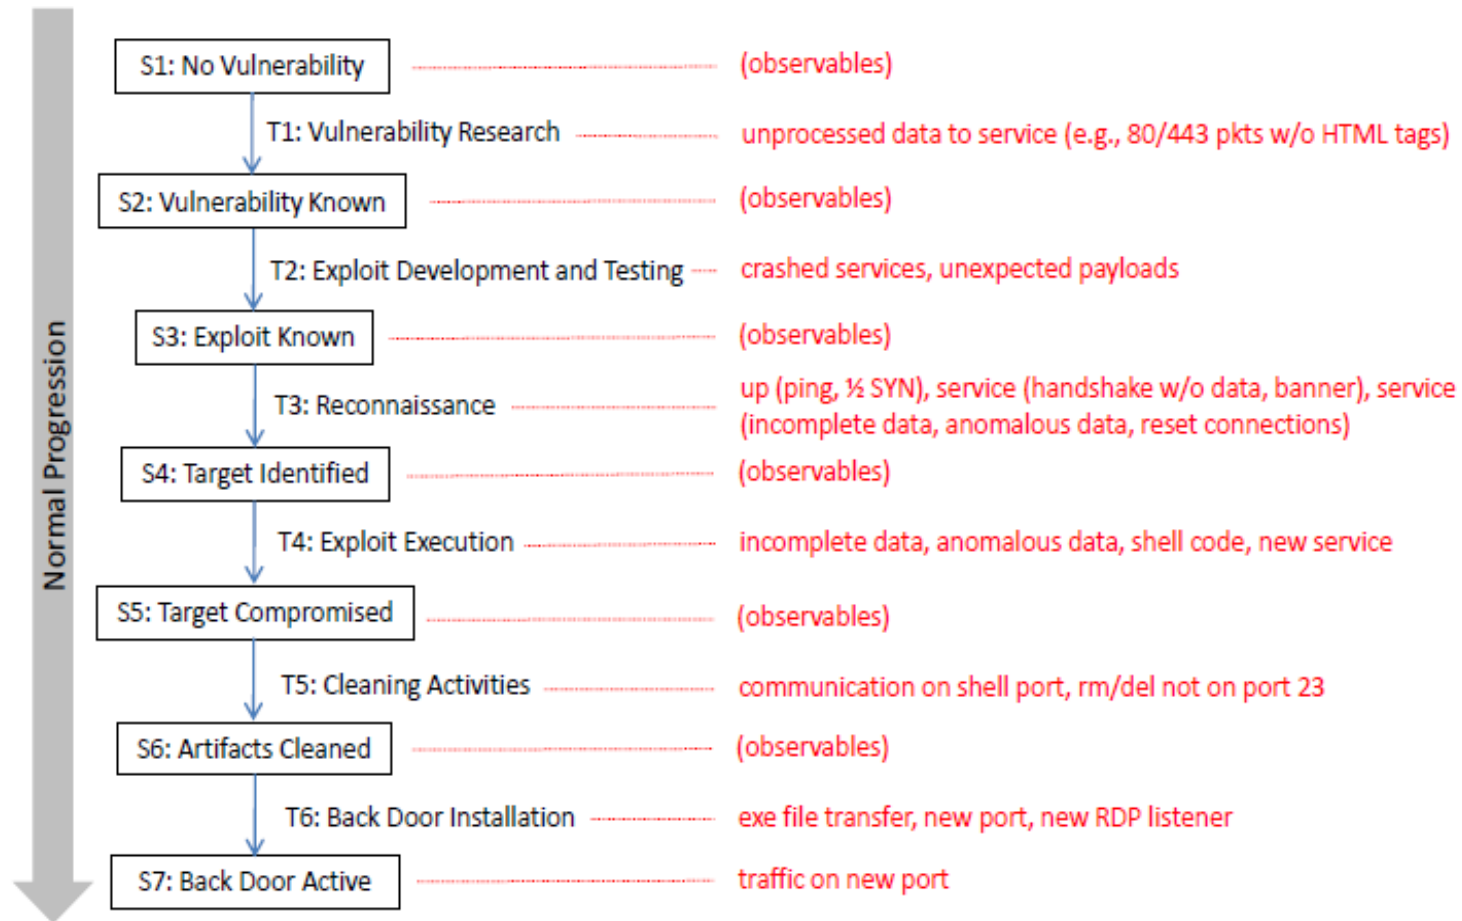 S1: No Vulnerability
(observables)
T1: Vulnerability Research
unprocessed data to service (e.g., 80/443 pkts w/o HTML tags)
S2: Vulnerability Known
(observables)
T2: Exploit Development and Testing
crashed services, unexpected payloads
S3: Exploit Known
(observables)
T3: Reconnaissance
up (ping, ½ SYN), service (handshake w/o data, banner), service
(incomplete data, anomalous data, reset connections)
S4: Target Identified
(observables)
T4: Exploit Execution
incomplete data, anomalous data, shell code, new service
S5: Target Compromised
(observables)
T5: Cleaning Activities
communication on shell port, rm/del not on port 23
S6: Artifacts Cleaned
(observables)
T6: Back Door Installation
exe file transfer, new port, new RDP listener
S7: Back Door Active
traffic on new port
Normal Progression